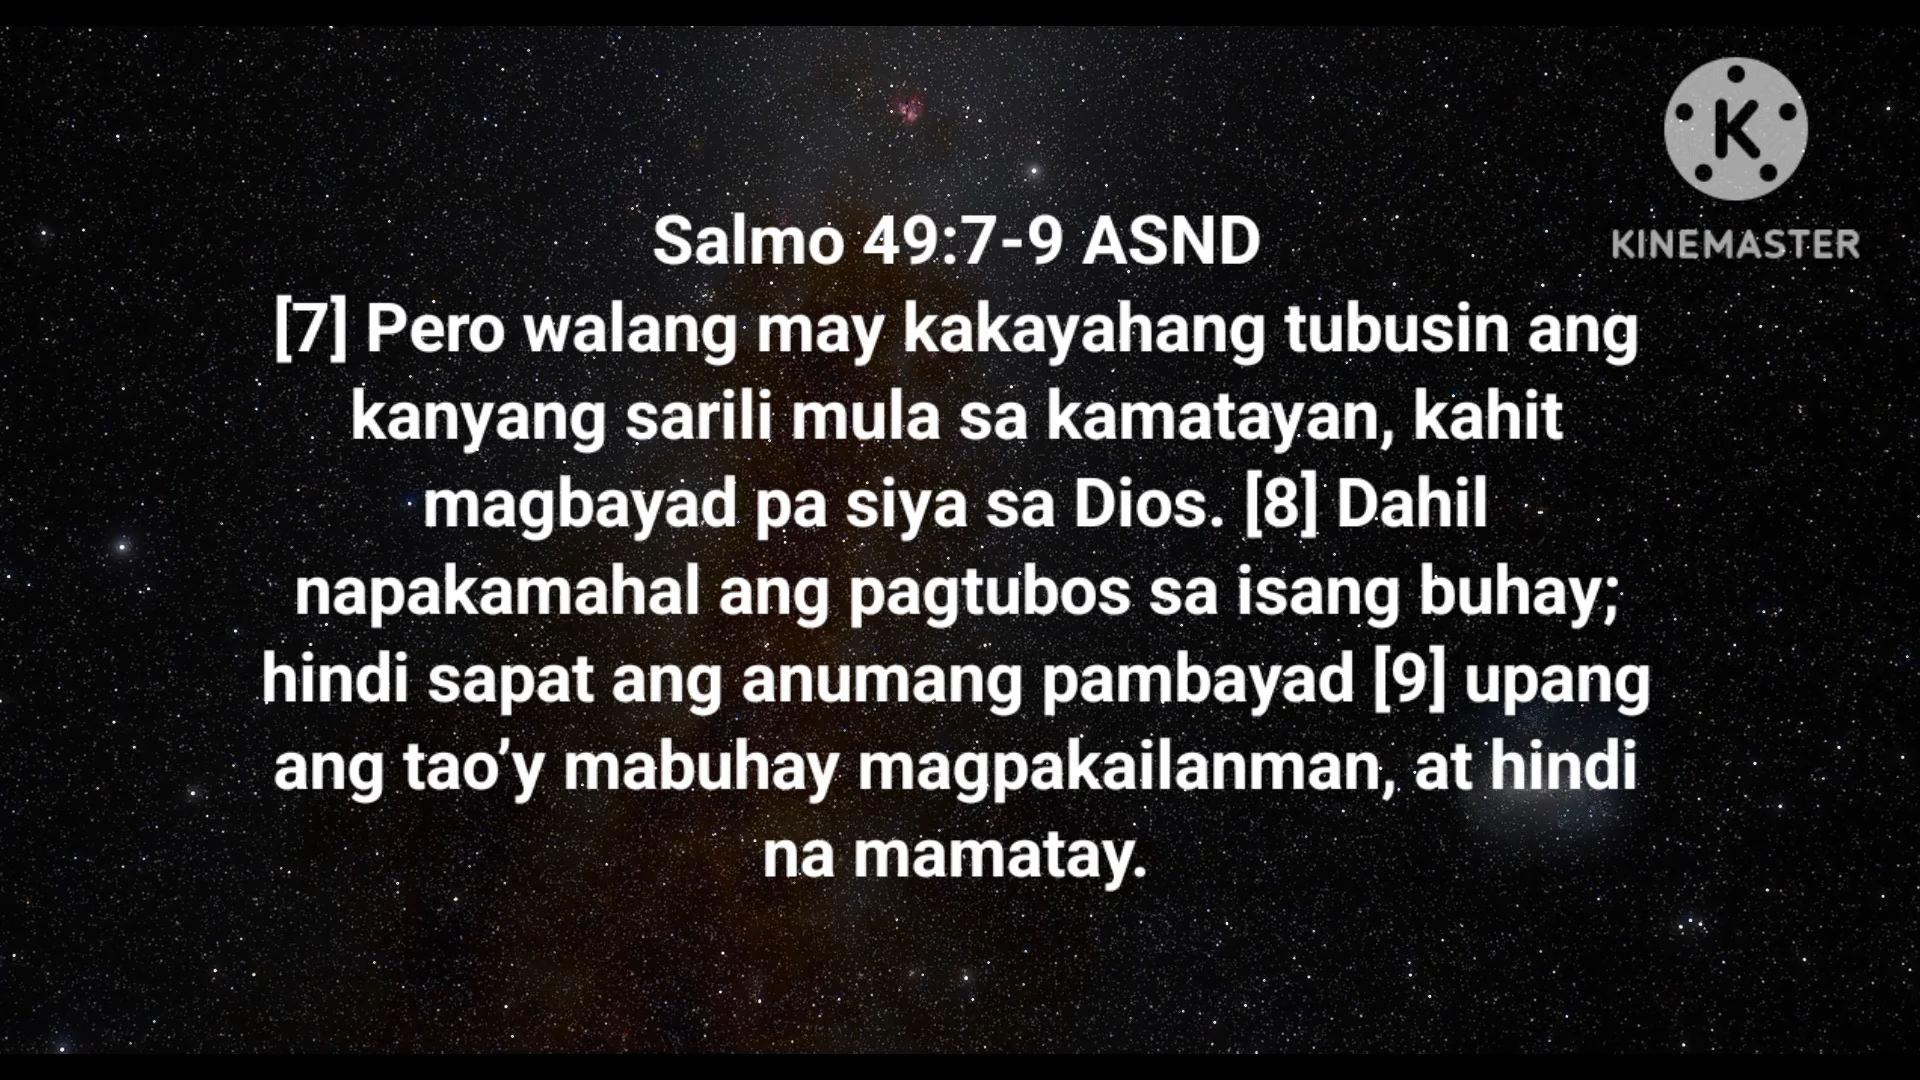 Salmo 49:7-9 ASND
[7] Pero walang may kakayahang tubusin ang
kanyang sarili mula sa kamatayan, kahit
magbayad pa siya sa Dios. [8] Dahil
napakamahal ang pagtubos sa isang buhay;
hindi sapat ang anumang pambayad [9] upang
ang tao’y mabuhay magpakailanman, at hindi
na mamatay.
K
KINEMASTER